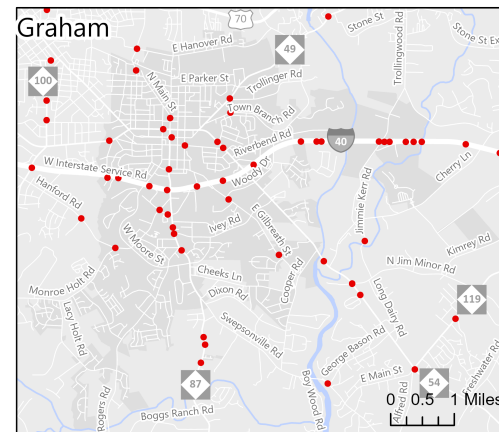 Graham
70
Stone St
Trollingwood Rd
Stone St Ex
E Hanover Rd
49
100
N Main St
E Parker St
Trollinger Rd
Town Branch Rd
Riverbend Rd
40
W Interstate Service Rd
Woody Dr
Cherry Ln
Hanford Rd
Jimmie Kerr Rd
Ivey Rd
E Gilbreath St
W Moore St
Kimrey Rd
Cheeks Ln
Cooper Rd
N Jim Minor Rd
Monroe Holt Rd
Dixon Rd
Long Dairy Rd
119
Lacy Holt Rd
Swepsonville Rd
George Bason Rd
Freshwater Rd
87
Boy Wood Rd
E Main St
54
Rogers Rd
Boggs Ranch Rd
Alfred Rd
0 0.5 1 Miles